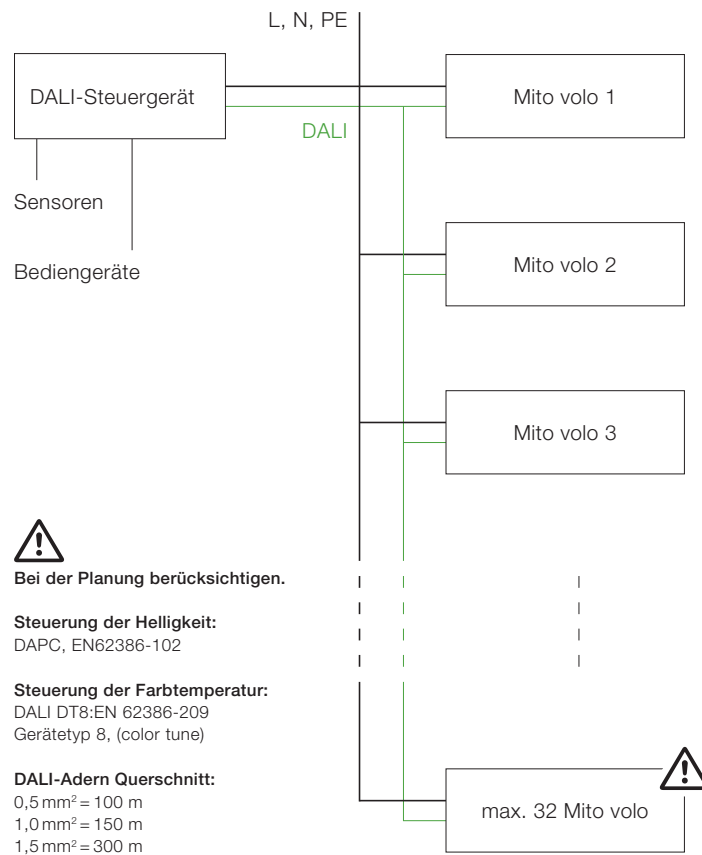 L, N, PE
DALI-Steuergerät
Mito volo 1
DALI
Sensoren
Bediengeräte
Mito volo 2
Mito volo 3
Bei der Planung berücksichtigen.
Steuerung der Helligkeit:
DAPC, EN62386-102
Steuerung der Farbtemperatur:
DALI DT8:EN 62386-209
Gerätetyp 8, (color tune)
DALI-Adern Querschnitt:
0,5 mm² = 100 m
1,0 mm² = 150 m
1,5 mm² = 300 m
max. 32 Mito volo